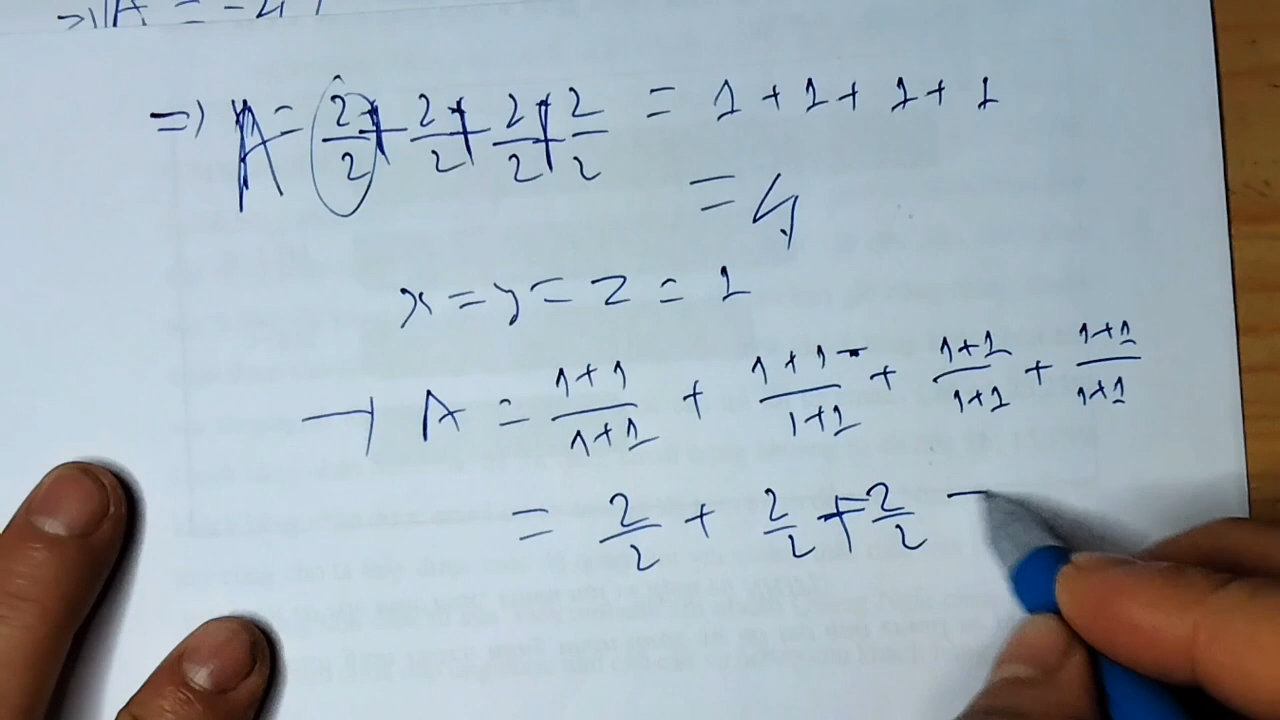 => A = -4
=> A = 2/2 + 2/2 + 2/2 + 2/2 = 1 + 1 + 1 + 1
= 4
x = y = z = 1
→ A = 1+1/1+1 + 1+1/1+1 + 1+1/1+1 + 1+1/1+1
= 2/2 + 2/2 + 2/2